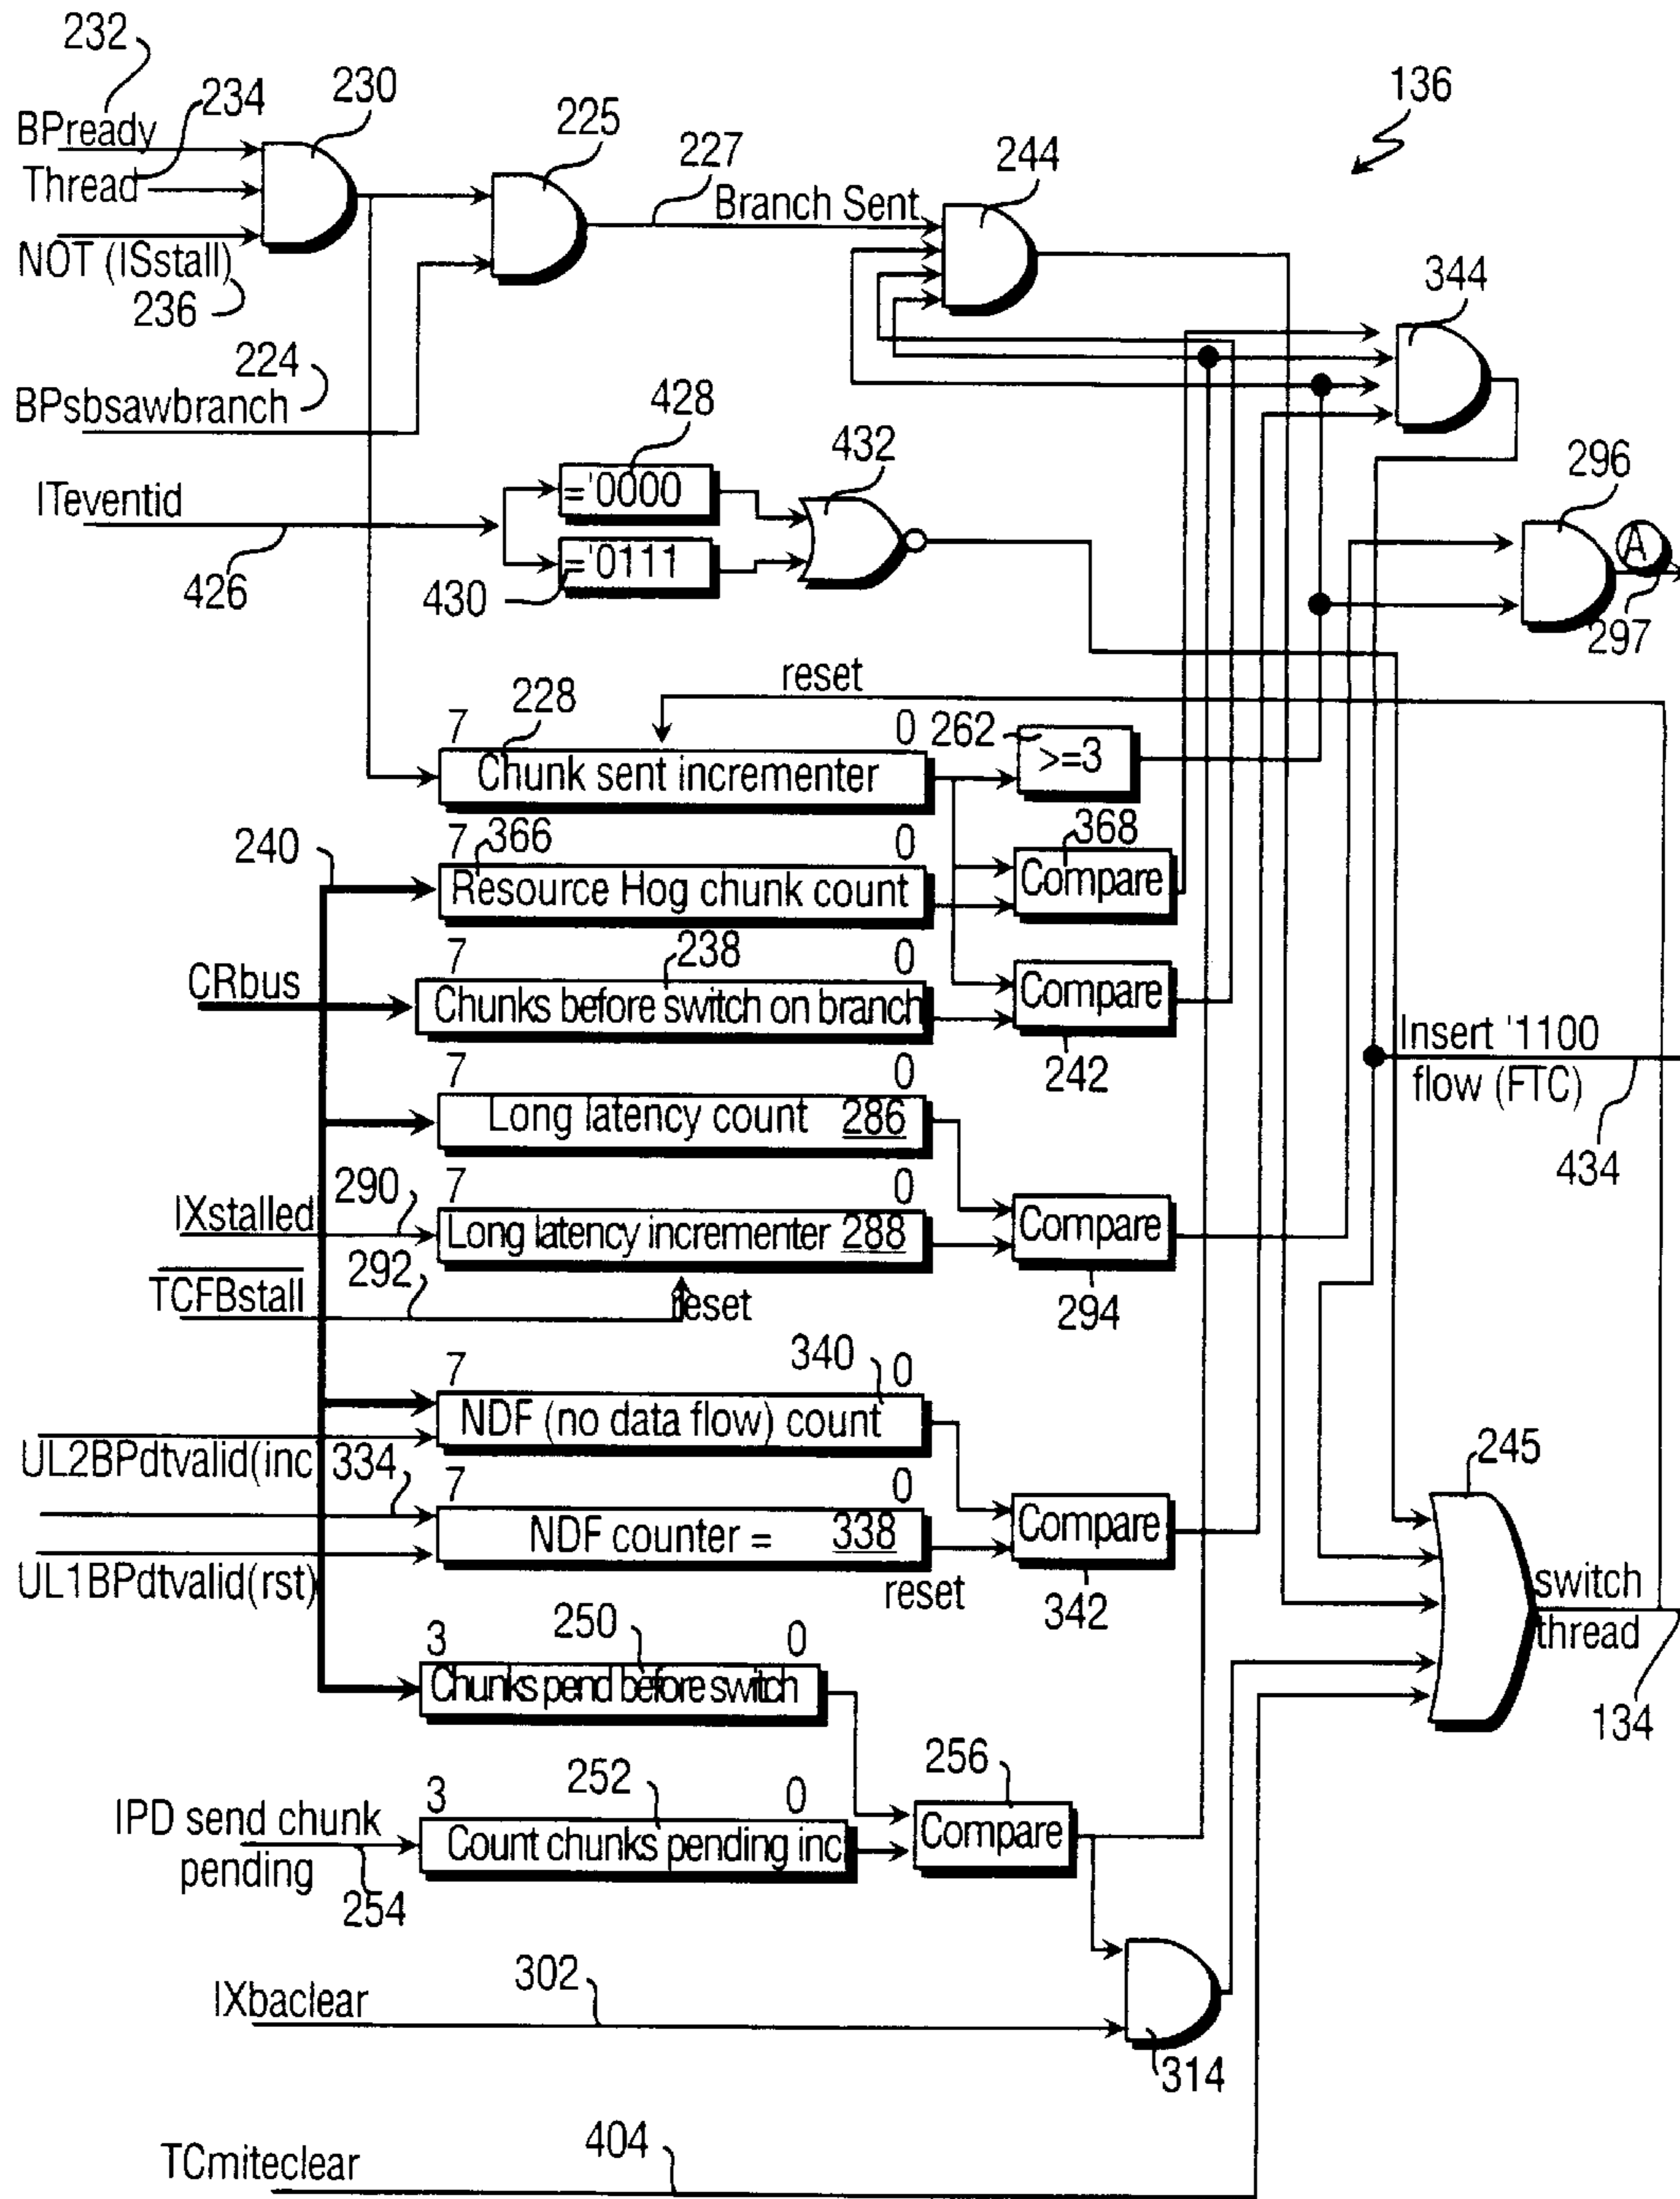 232
234
230
BPready
225
136
Thread
227
244
Branch Sent
NOT (ISstall)
236
344
224
BPsbsawbranch
428
432
296
ITeventid
='0000
A
='0111
426
430
297
reset
228
7
0
262
Chunk sent incrementer
>=3
240
7
366
0
368
Resource Hog chunk count
Compare
7
238
0
CRbus
Chunks before switch on branch
Compare
242
Insert '1100
flow (FTC)
7
0
Long latency count 286
434
290
7
0
IXstalled
Long latency incrementer 288
Compare
292
TCFBstall
reset
294
7
340
0
NDF (no data flow) count
245
UL2BPdtvalid(inc
334
7
0
NDF counter = 338
Compare
UL1BPdtvalid(rst)
reset
342
switch
thread
250
3
0
Chunks pend before switch
134
256
252
3
0
IPD send chunk
pending
Count chunks pending inc
Compare
254
302
IXbaclear
314
404
TCmiteclear